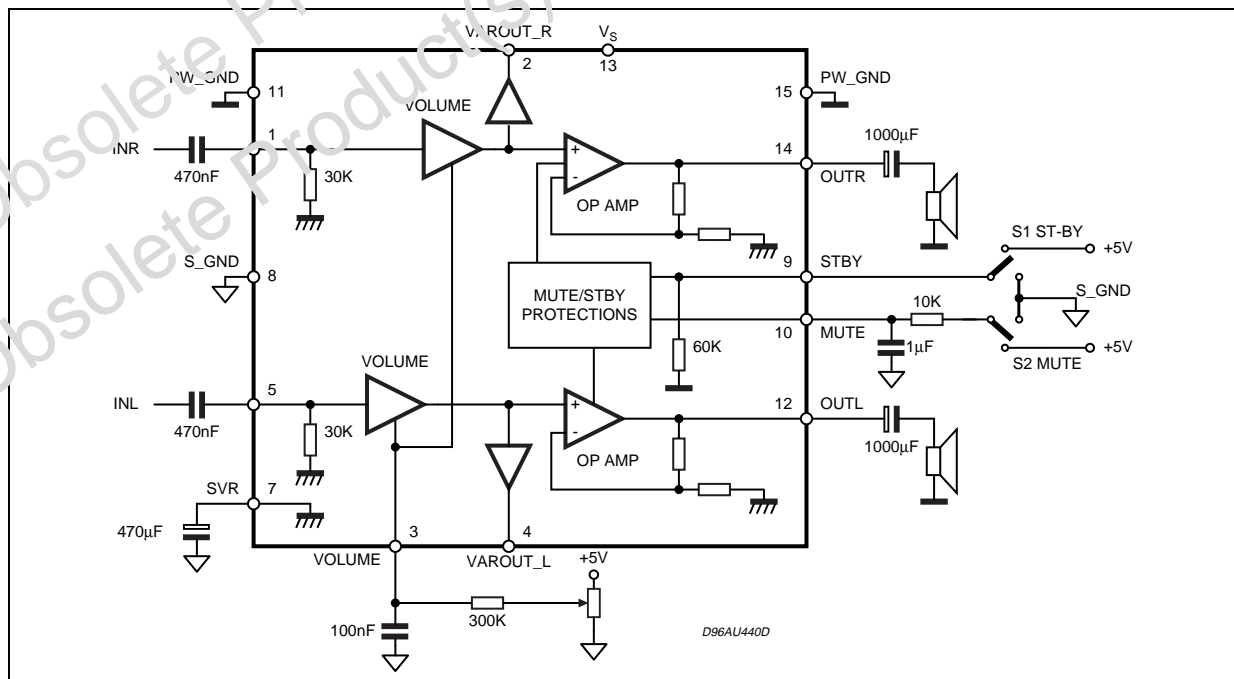 Obsolete Product(s)
Obsolete Product(s)
VAROUT_R
VS
2
13
PW_GND
11
15
PW_GND
VOLUME
1000µF
INR
1
14
470nF
30K
+
-
OUTR
OP AMP
S1 ST-BY
+5V
S_GND
8
9
STBY
MUTE/STBY
PROTECTIONS
10K
S_GND
10
MUTE
60K
1µF
+5V
S2 MUTE
VOLUME
INL
5
12
OUTL
470nF
30K
+
-
1000µF
OP AMP
SVR
7
470µF
3
4
VOLUME
VAROUT_L
+5V
300K
100nF
D96AU440D